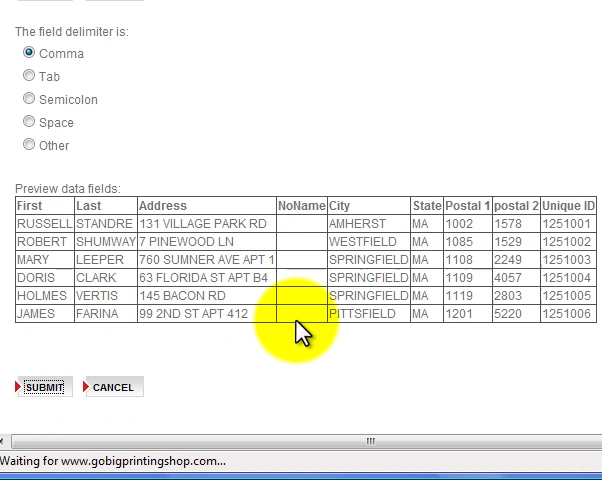 The field delimiter is:
Comma
Tab
Semicolon
Space
Other
Preview data fields:
First Last Address NoName City State Postal 1 postal 2 Unique ID
RUSSELL STANDRE 131 VILLAGE PARK RD AMHERST MA 1002 1578 1251001
ROBERT SHUMWAY 7 PINEWOOD LN WESTFIELD MA 1085 1529 1251002
MARY LEEPER 760 SUMNER AVE APT 1 SPRINGFIELD MA 1108 2249 1251003
DORIS CLARK 63 FLORIDA ST APT B4 SPRINGFIELD MA 1109 4057 1251004
HOLMES VERTIS 145 BACON RD SPRINGFIELD MA 1119 2803 1251005
JAMES FARINA 99 2ND ST APT 412 PITTSFIELD MA 1201 5220 1251006
SUBMIT CANCEL
Waiting for www.gobigprintingshop.com...